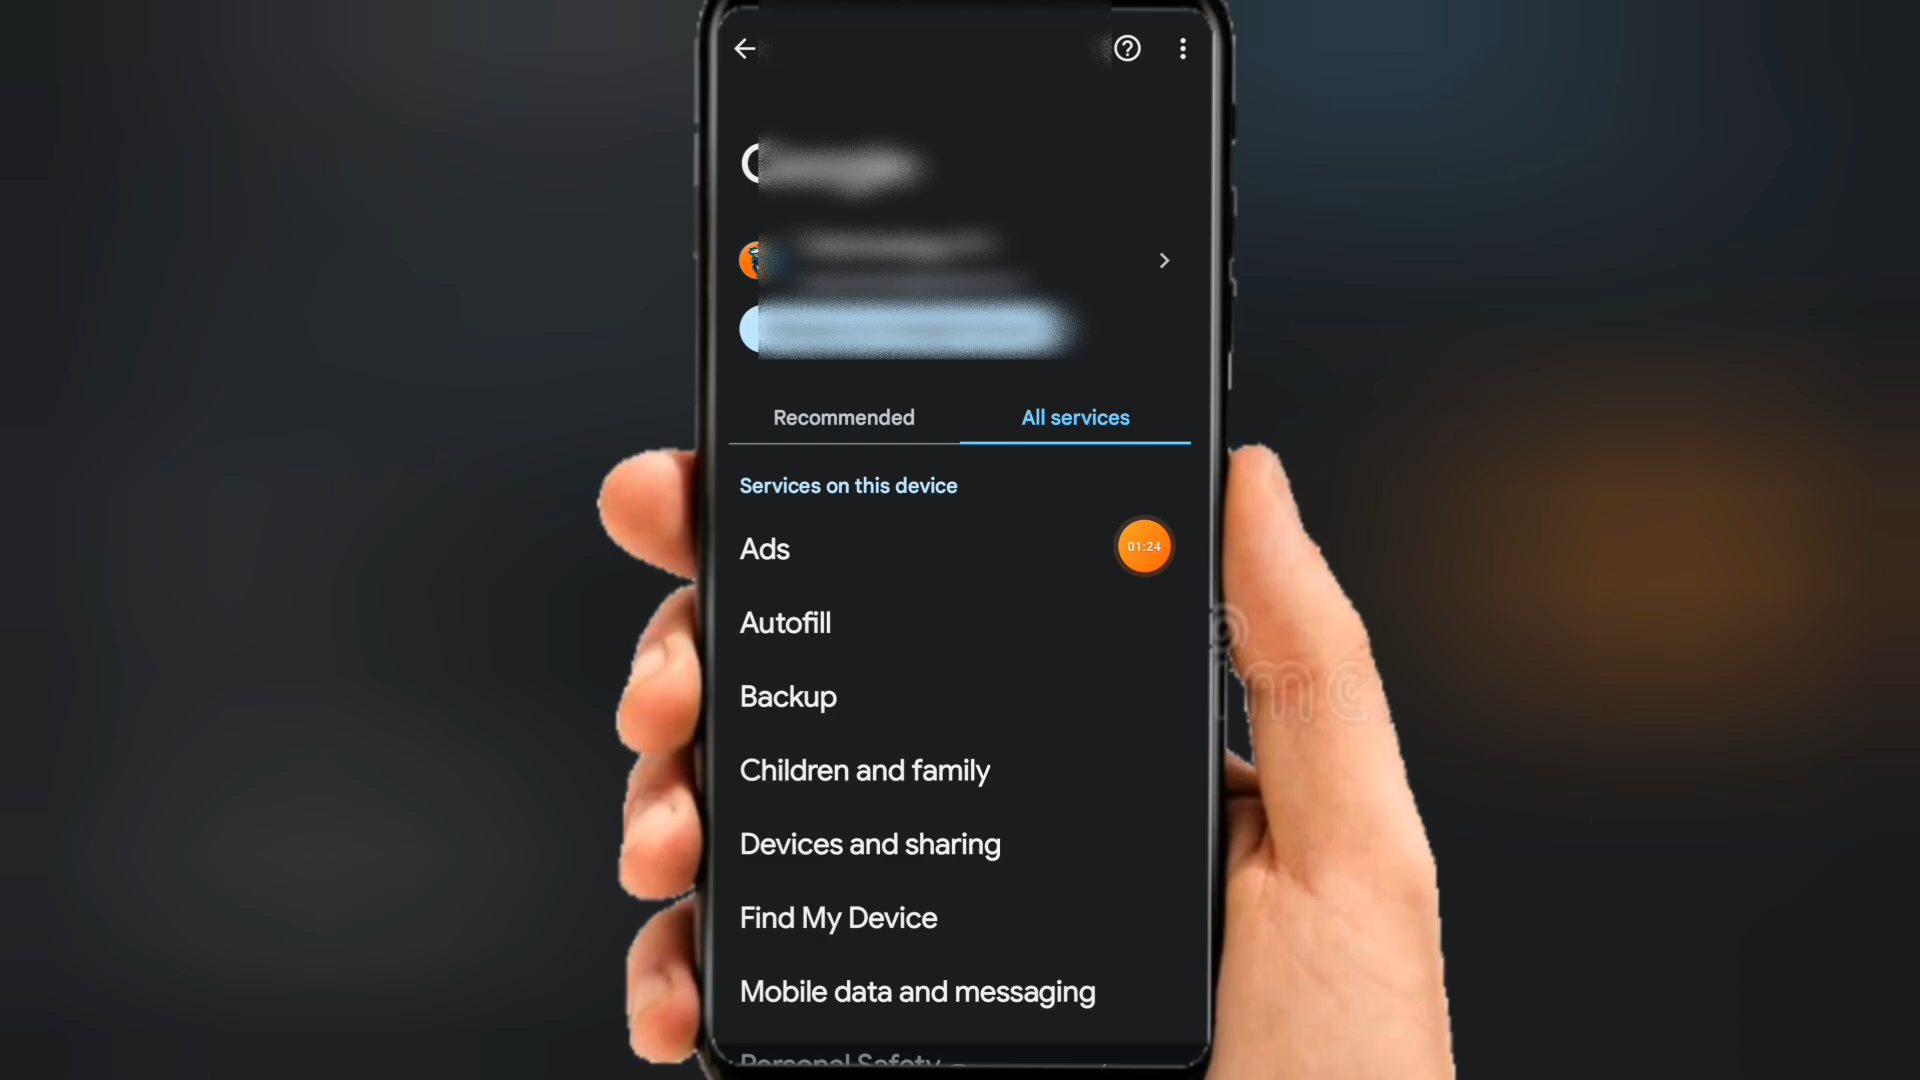 Recommended
All services
Services on this device
Ads
01:24
Autofill
Backup
Children and family
Devices and sharing
Find My Device
Mobile data and messaging
Personal Safety